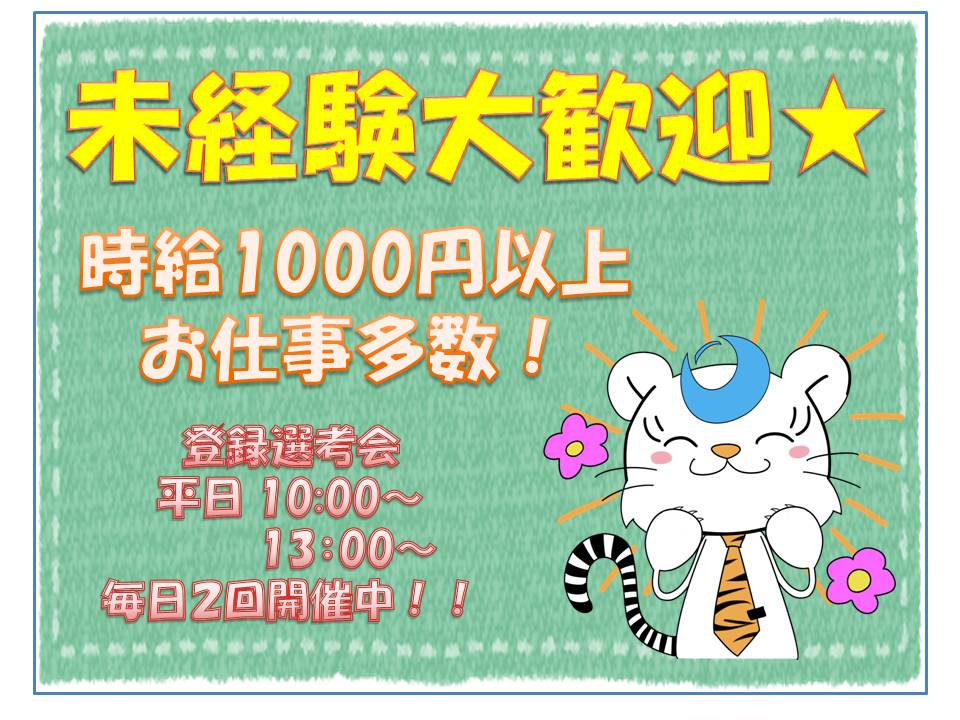 未経験大歓迎★
時給1000円以上
お仕事多数！
登録選考会
平日 10:00～
13:00～
毎日2回開催中！！